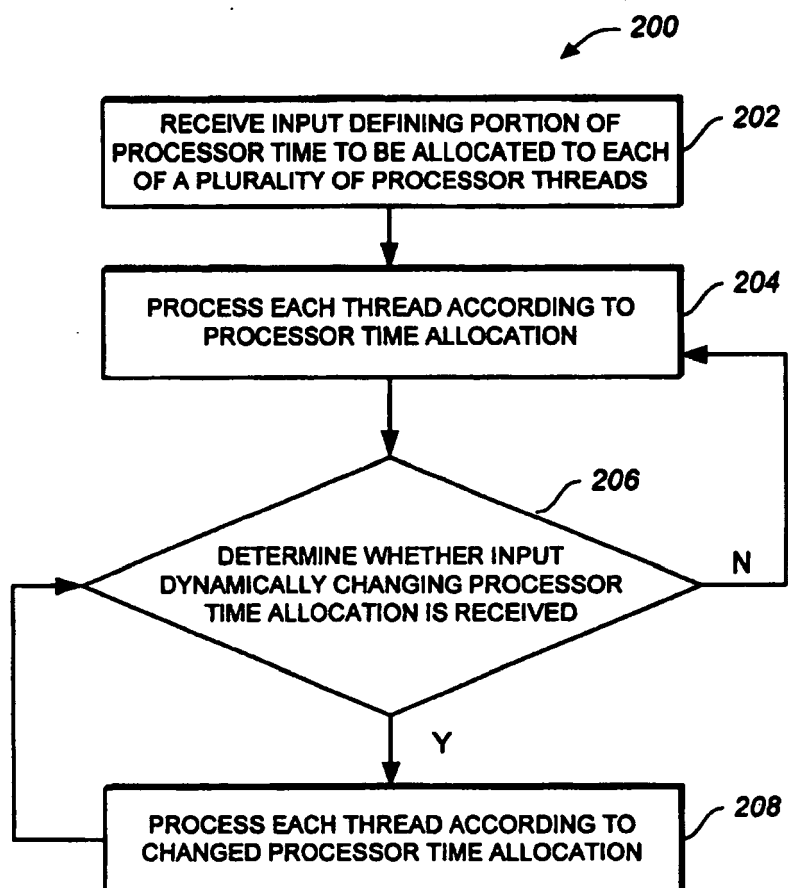 200
RECEIVE INPUT DEFINING PORTION OF
PROCESSOR TIME TO BE ALLOCATED TO EACH
OF A PLURALITY OF PROCESSOR THREADS
202
PROCESS EACH THREAD ACCORDING TO
PROCESSOR TIME ALLOCATION
204
206
DETERMINE WHETHER INPUT
DYNAMICALLY CHANGING PROCESSOR
TIME ALLOCATION IS RECEIVED
N
Y
PROCESS EACH THREAD ACCORDING TO
CHANGED PROCESSOR TIME ALLOCATION
208